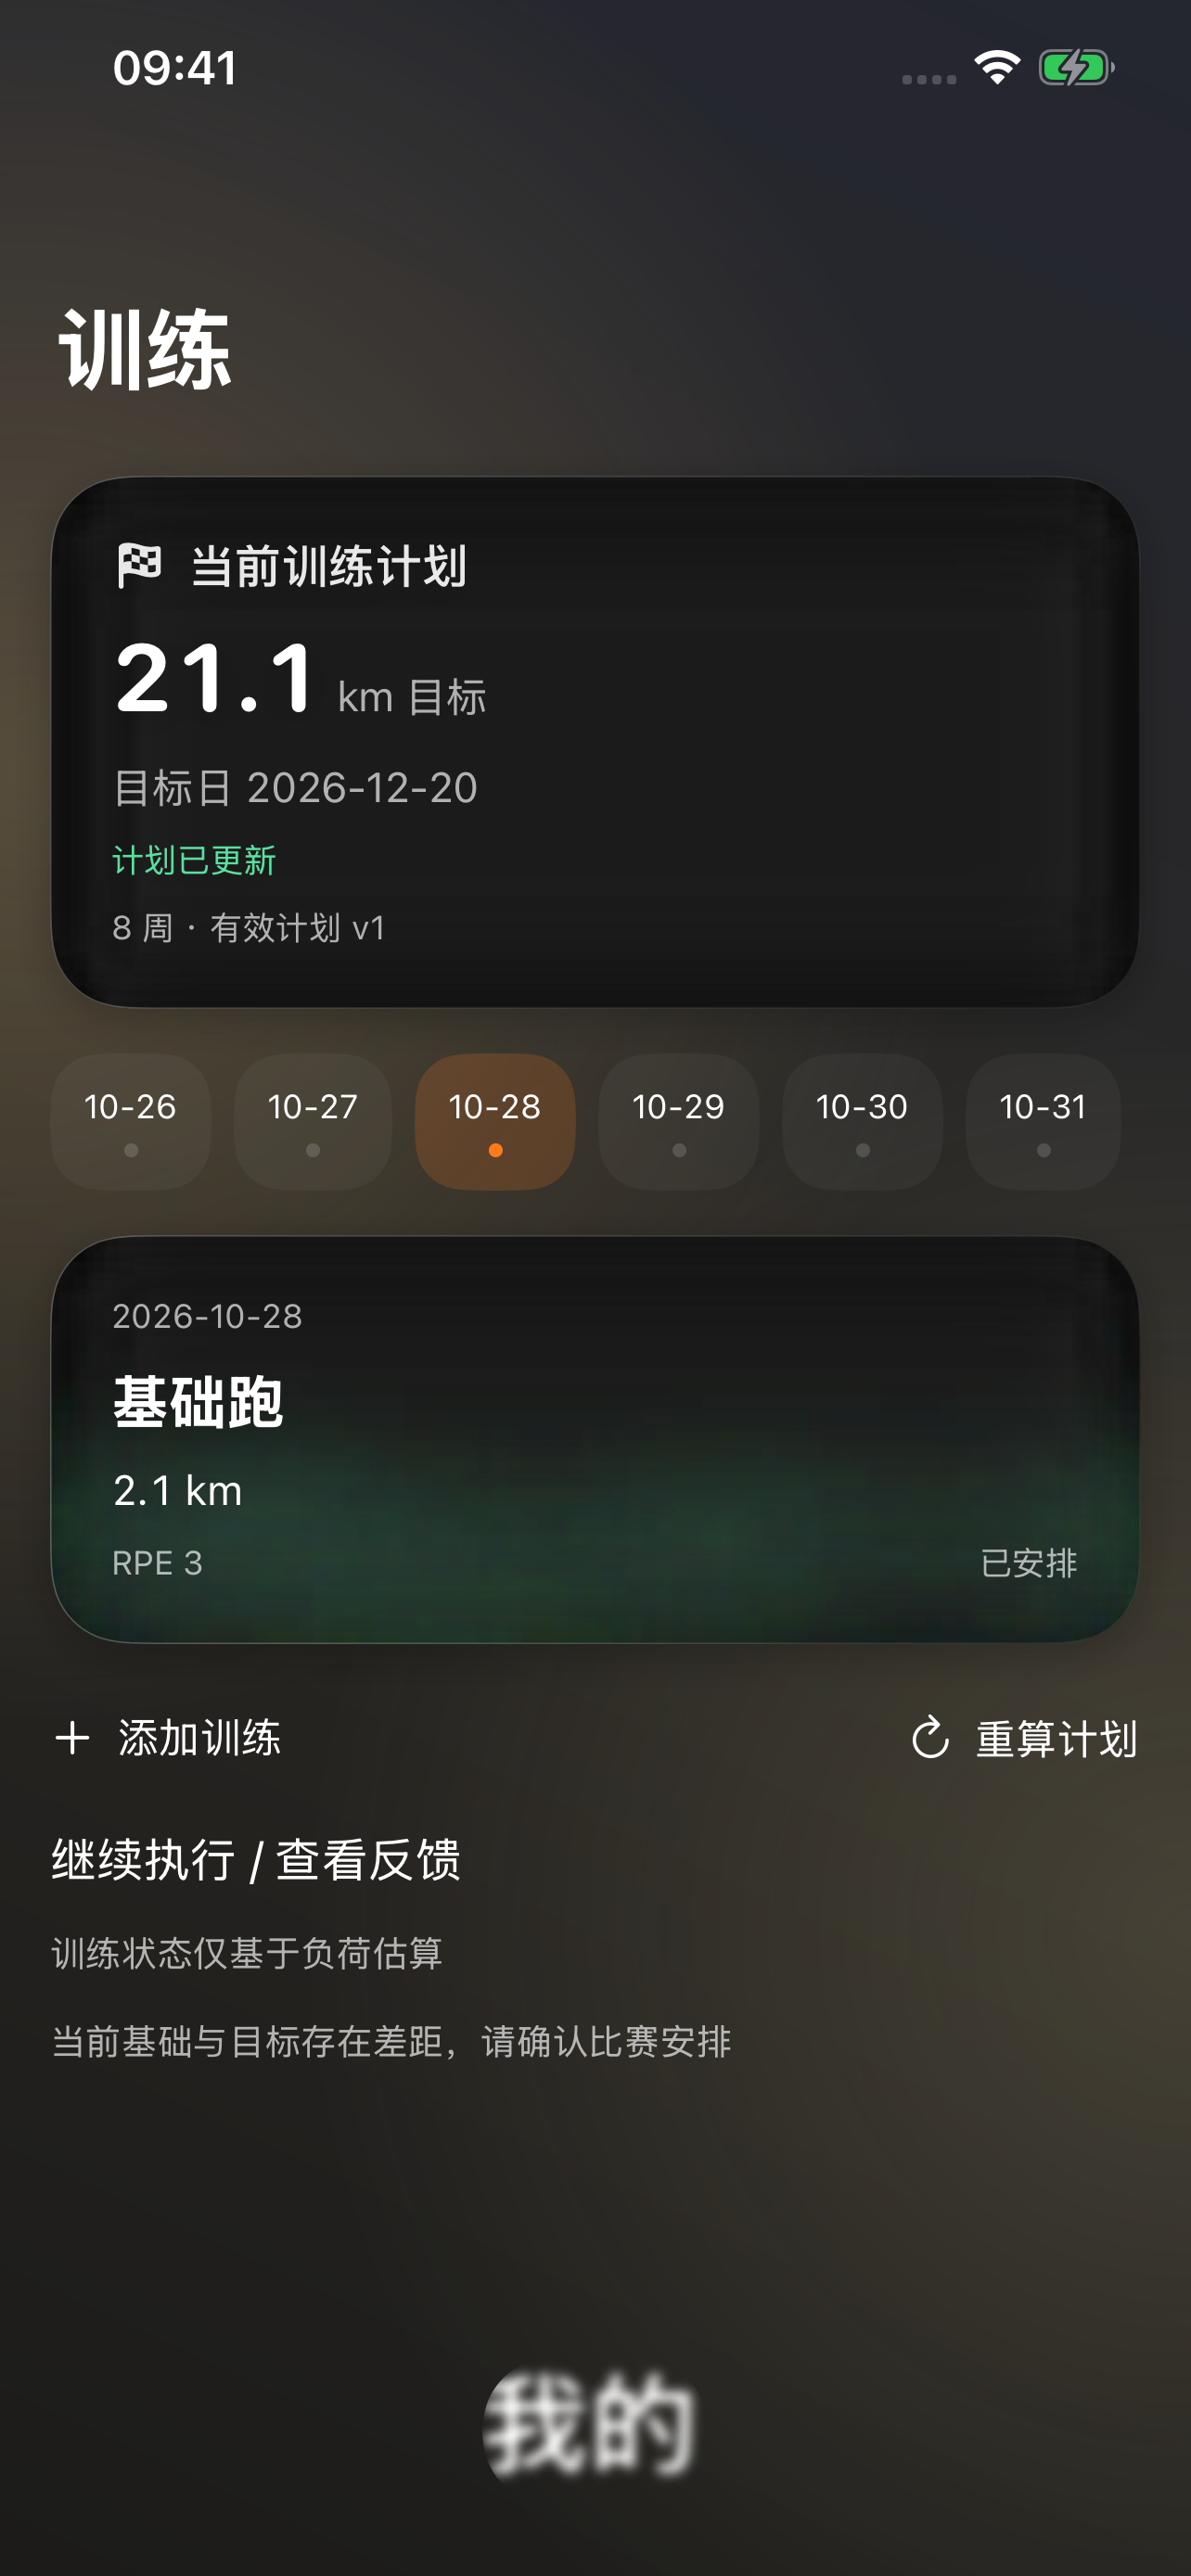 09:41
训练
当前训练计划
21.1 km 目标
目标日 2026-12-20
计划已更新
8 周 · 有效计划 v1
10-26 10-27 10-28 10-29 10-30 10-31
2026-10-28
基础跑
2.1 km
RPE 3 已安排
添加训练 重算计划
继续执行 / 查看反馈
训练状态仅基于负荷估算
当前基础与目标存在差距，请确认比赛安排
我的